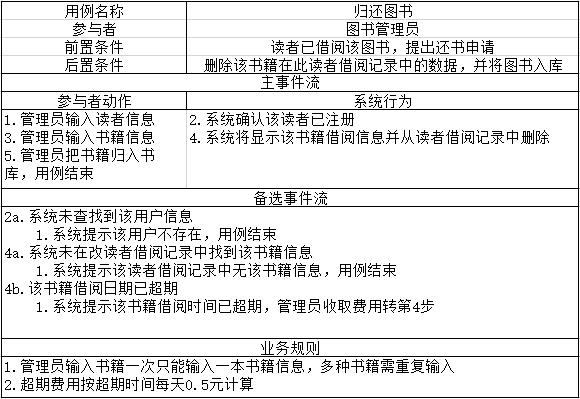 用例名称 归还图书
参与者 图书管理员
前置条件 读者已借阅该图书，提出还书申请
后置条件 删除该书籍在此读者借阅记录中的数据，并将图书入库
主事件流
参与者动作 系统行为
1.管理员输入读者信息 2.系统确认该读者已注册
3.管理员输入书籍信息 4.系统将显示该书籍借阅信息并从读者借阅记录中删除
5.管理员把书籍归入书
库，用例结束
备选事件流
2a.系统未查找到该用户信息
1.系统提示该用户不存在，用例结束
4a.系统未在改读者借阅记录中找到该书籍信息
1.系统提示该读者借阅记录中无该书籍信息，用例结束
4b.该书籍借阅日期已超期
1.系统提示该书籍借阅时间已超期，管理员收取费用转第4步
业务规则
1.管理员输入书籍一次只能输入一本书籍信息，多种书籍需重复输入
2.超期费用按超期时间每天0.5元计算